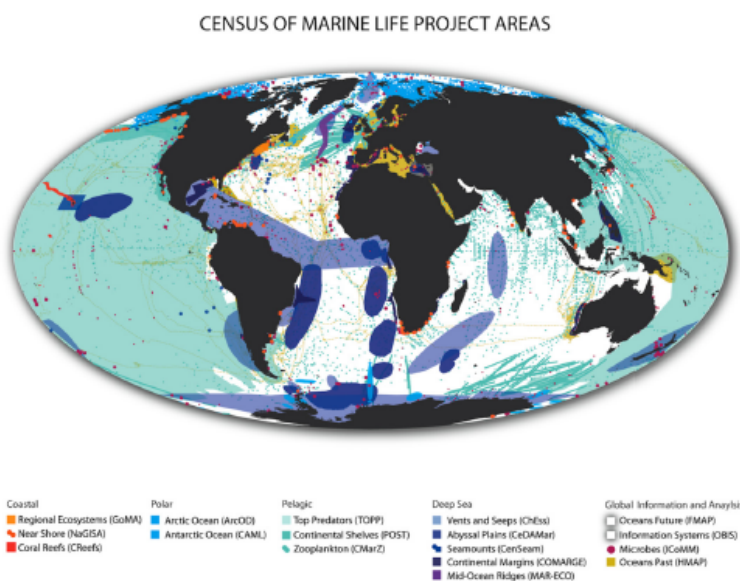 CENSUS OF MARINE LIFE PROJECT AREAS
Coastal
Regional Ecosystems (GoMA)
Near Shore (NaGISA)
Coral Reefs (CReefs)
Polar
Arctic Ocean (ArcOD)
Antarctic Ocean (CAML)
Pelagic
Top Predators (TOPP)
Continental Shelves (POST)
Zooplankton (CMarZ)
Deep Sea
Vents and Seeps (ChEss)
Abyssal Plains (CeDAMar)
Seamounts (CenSeam)
Continental Margins (COMARGE)
Mid-Ocean Ridges (MAR-ECO)
Global Information and Anaylsis
Oceans Future (FMAP)
Information Systems (OBIS)
Microbes (ICoMM)
Oceans Past (HMAP)